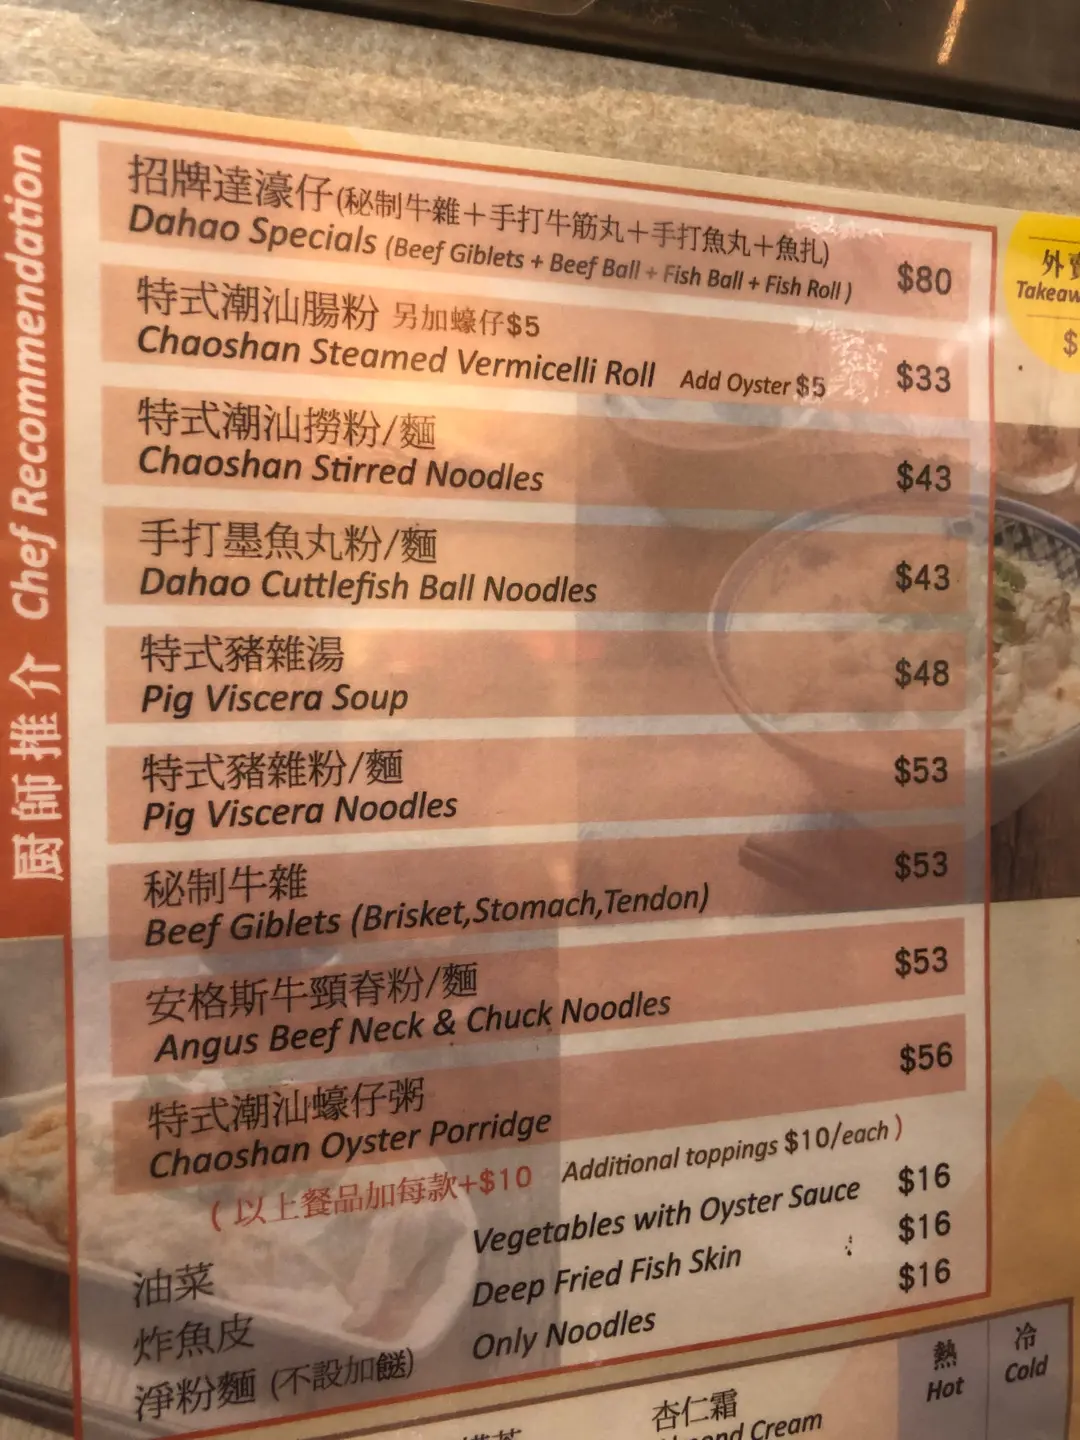 厨師推介 Chef Recommendation
招牌達濠仔(秘制牛雜＋手打牛筋丸＋手打魚丸＋魚扎)
Dahao Specials (Beef Giblets + Beef Ball + Fish Ball + Fish Roll) $80
特式潮汕腸粉 另加蠔仔$5
Chaoshan Steamed Vermicelli Roll Add Oyster $5 $33
特式潮汕撈粉/麵
Chaoshan Stirred Noodles $43
手打墨魚丸粉/麵
Dahao Cuttlefish Ball Noodles $43
特式豬雜湯
Pig Viscera Soup $48
特式豬雜粉/麵
Pig Viscera Noodles $53
秘制牛雜
Beef Giblets (Brisket,Stomach,Tendon) $53
安格斯牛頸脊粉/麵
Angus Beef Neck & Chuck Noodles $53
特式潮汕蠔仔粥
Chaoshan Oyster Porridge $56
(以上餐品加每款+$10 Additional toppings $10/each)
油菜 Vegetables with Oyster Sauce $16
炸魚皮 Deep Fried Fish Skin $16
淨粉麵 (不設加餸) Only Noodles $16
外賣
$
熱 冷
Hot Cold
杏仁霜
Cream